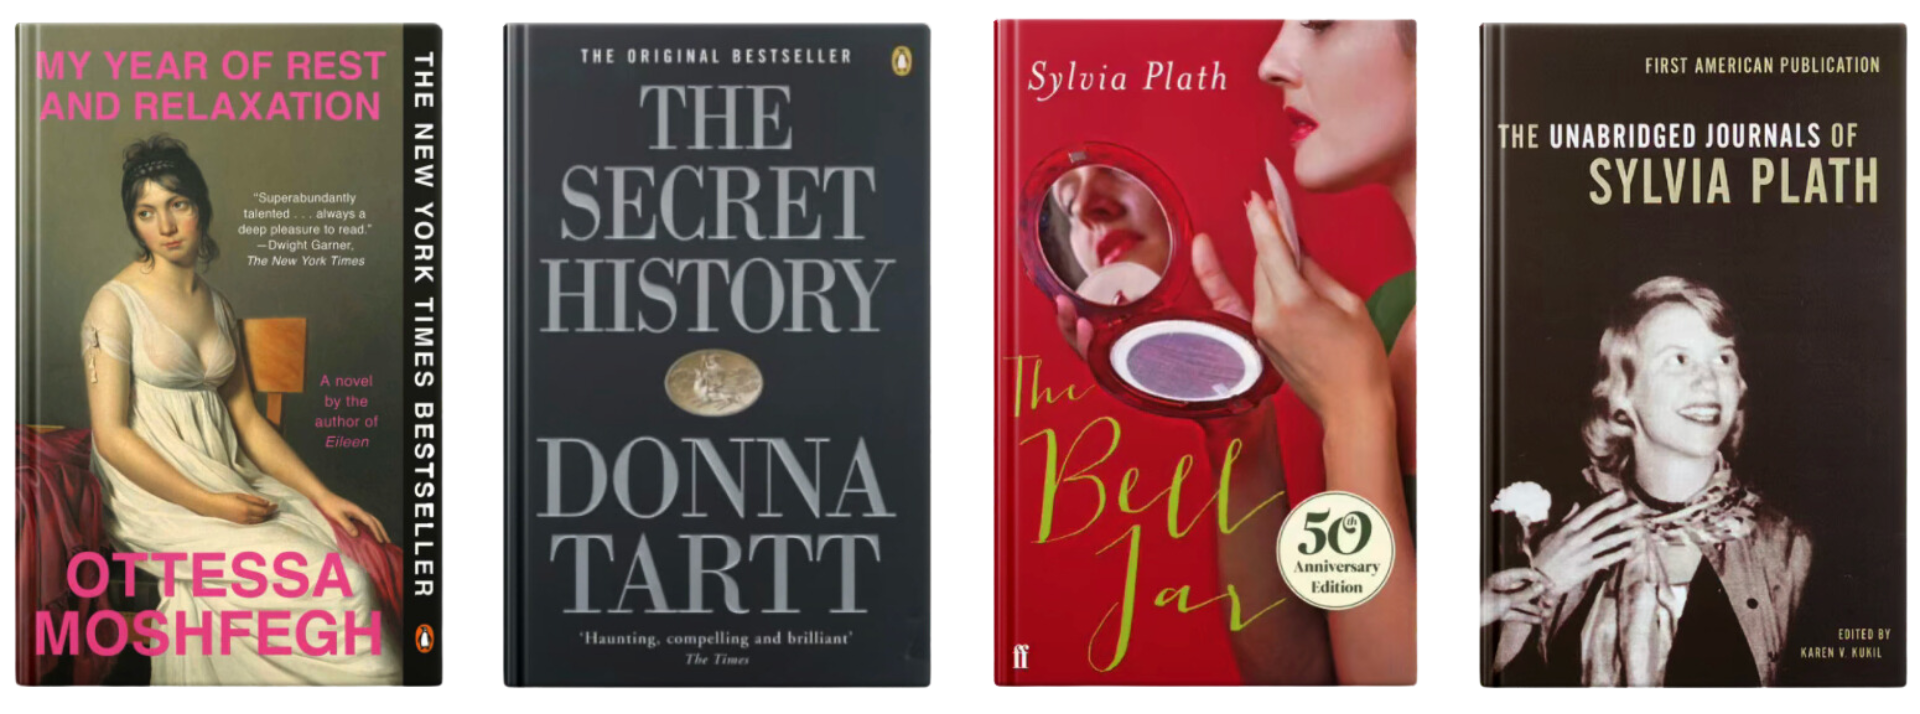 MY YEAR OF REST
AND RELAXATION
"Superabundantly
talented . . . always a
deep pleasure to read."
—Dwight Garner,
The New York Times
A novel
by the
author of
Eileen
OTTESSA
MOSHFEGH
THE NEW YORK TIMES BESTSELLER
THE ORIGINAL BESTSELLER
THE
SECRET
HISTORY
DONNA
TARTT
'Haunting, compelling and brilliant'
The Times
Sylvia Plath
The
Bell
Jar
50th
Anniversary
Edition
ff
FIRST AMERICAN PUBLICATION
THE UNABRIDGED JOURNALS OF
SYLVIA PLATH
EDITED BY
KAREN V. KUKIL